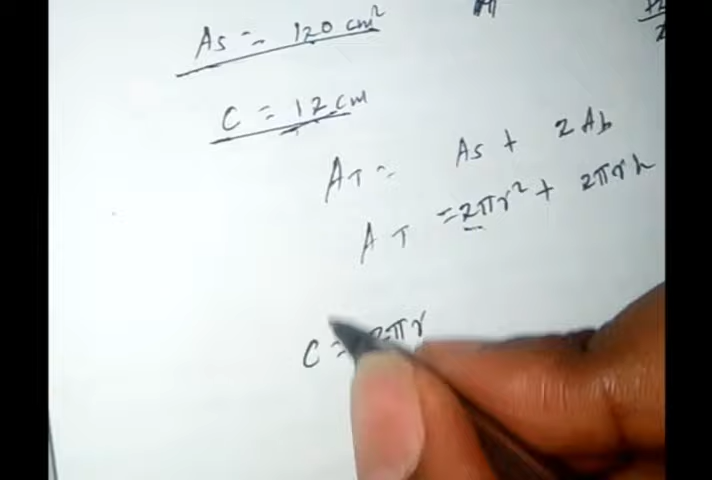 As = 120 cm²
C = 12 cm
AT = As + 2Ab
AT = 2πr² + 2πrh
C = 2πr